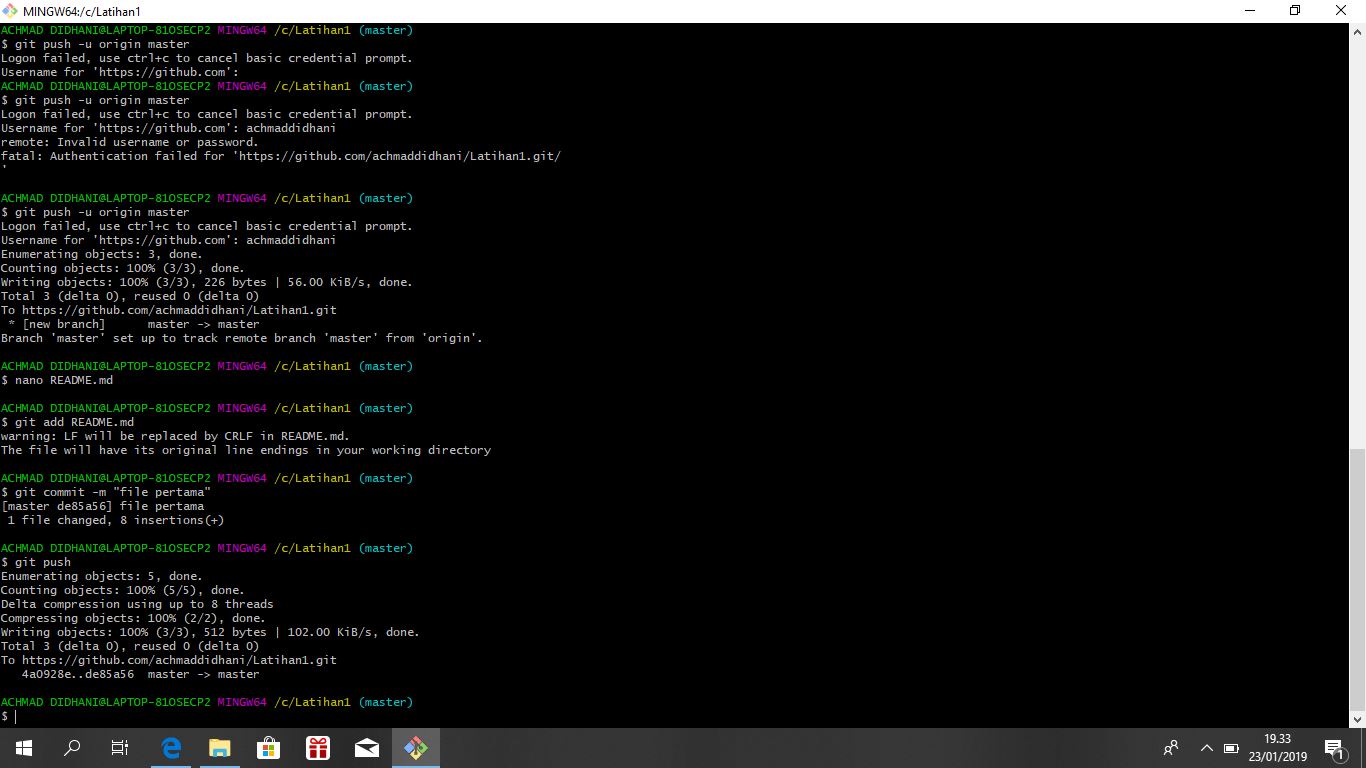 MINGW64:/c/Latihan1
ACHMAD DIDHANI@LAPTOP-81OSECP2 MINGW64 /c/Latihan1 (master)
$ git push -u origin master
Logon failed, use ctrl+c to cancel basic credential prompt.
Username for 'https://github.com':
ACHMAD DIDHANI@LAPTOP-81OSECP2 MINGW64 /c/Latihan1 (master)
$ git push -u origin master
Logon failed, use ctrl+c to cancel basic credential prompt.
Username for 'https://github.com': achmaddidhani
remote: Invalid username or password.
fatal: Authentication failed for 'https://github.com/achmaddidhani/Latihan1.git/
'
ACHMAD DIDHANI@LAPTOP-81OSECP2 MINGW64 /c/Latihan1 (master)
$ git push -u origin master
Logon failed, use ctrl+c to cancel basic credential prompt.
Username for 'https://github.com': achmaddidhani
Enumerating objects: 3, done.
Counting objects: 100% (3/3), done.
Writing objects: 100% (3/3), 226 bytes | 56.00 KiB/s, done.
Total 3 (delta 0), reused 0 (delta 0)
To https://github.com/achmaddidhani/Latihan1.git
 * [new branch]      master -> master
Branch 'master' set up to track remote branch 'master' from 'origin'.
ACHMAD DIDHANI@LAPTOP-81OSECP2 MINGW64 /c/Latihan1 (master)
$ nano README.md
ACHMAD DIDHANI@LAPTOP-81OSECP2 MINGW64 /c/Latihan1 (master)
$ git add README.md
warning: LF will be replaced by CRLF in README.md.
The file will have its original line endings in your working directory
ACHMAD DIDHANI@LAPTOP-81OSECP2 MINGW64 /c/Latihan1 (master)
$ git commit -m "file pertama"
[master de85a56] file pertama
 1 file changed, 8 insertions(+)
ACHMAD DIDHANI@LAPTOP-81OSECP2 MINGW64 /c/Latihan1 (master)
$ git push
Enumerating objects: 5, done.
Counting objects: 100% (5/5), done.
Delta compression using up to 8 threads
Compressing objects: 100% (2/2), done.
Writing objects: 100% (3/3), 512 bytes | 102.00 KiB/s, done.
Total 3 (delta 0), reused 0 (delta 0)
To https://github.com/achmaddidhani/Latihan1.git
   4a0928e..de85a56  master -> master
ACHMAD DIDHANI@LAPTOP-81OSECP2 MINGW64 /c/Latihan1 (master)
$
19.33
23/01/2019
1